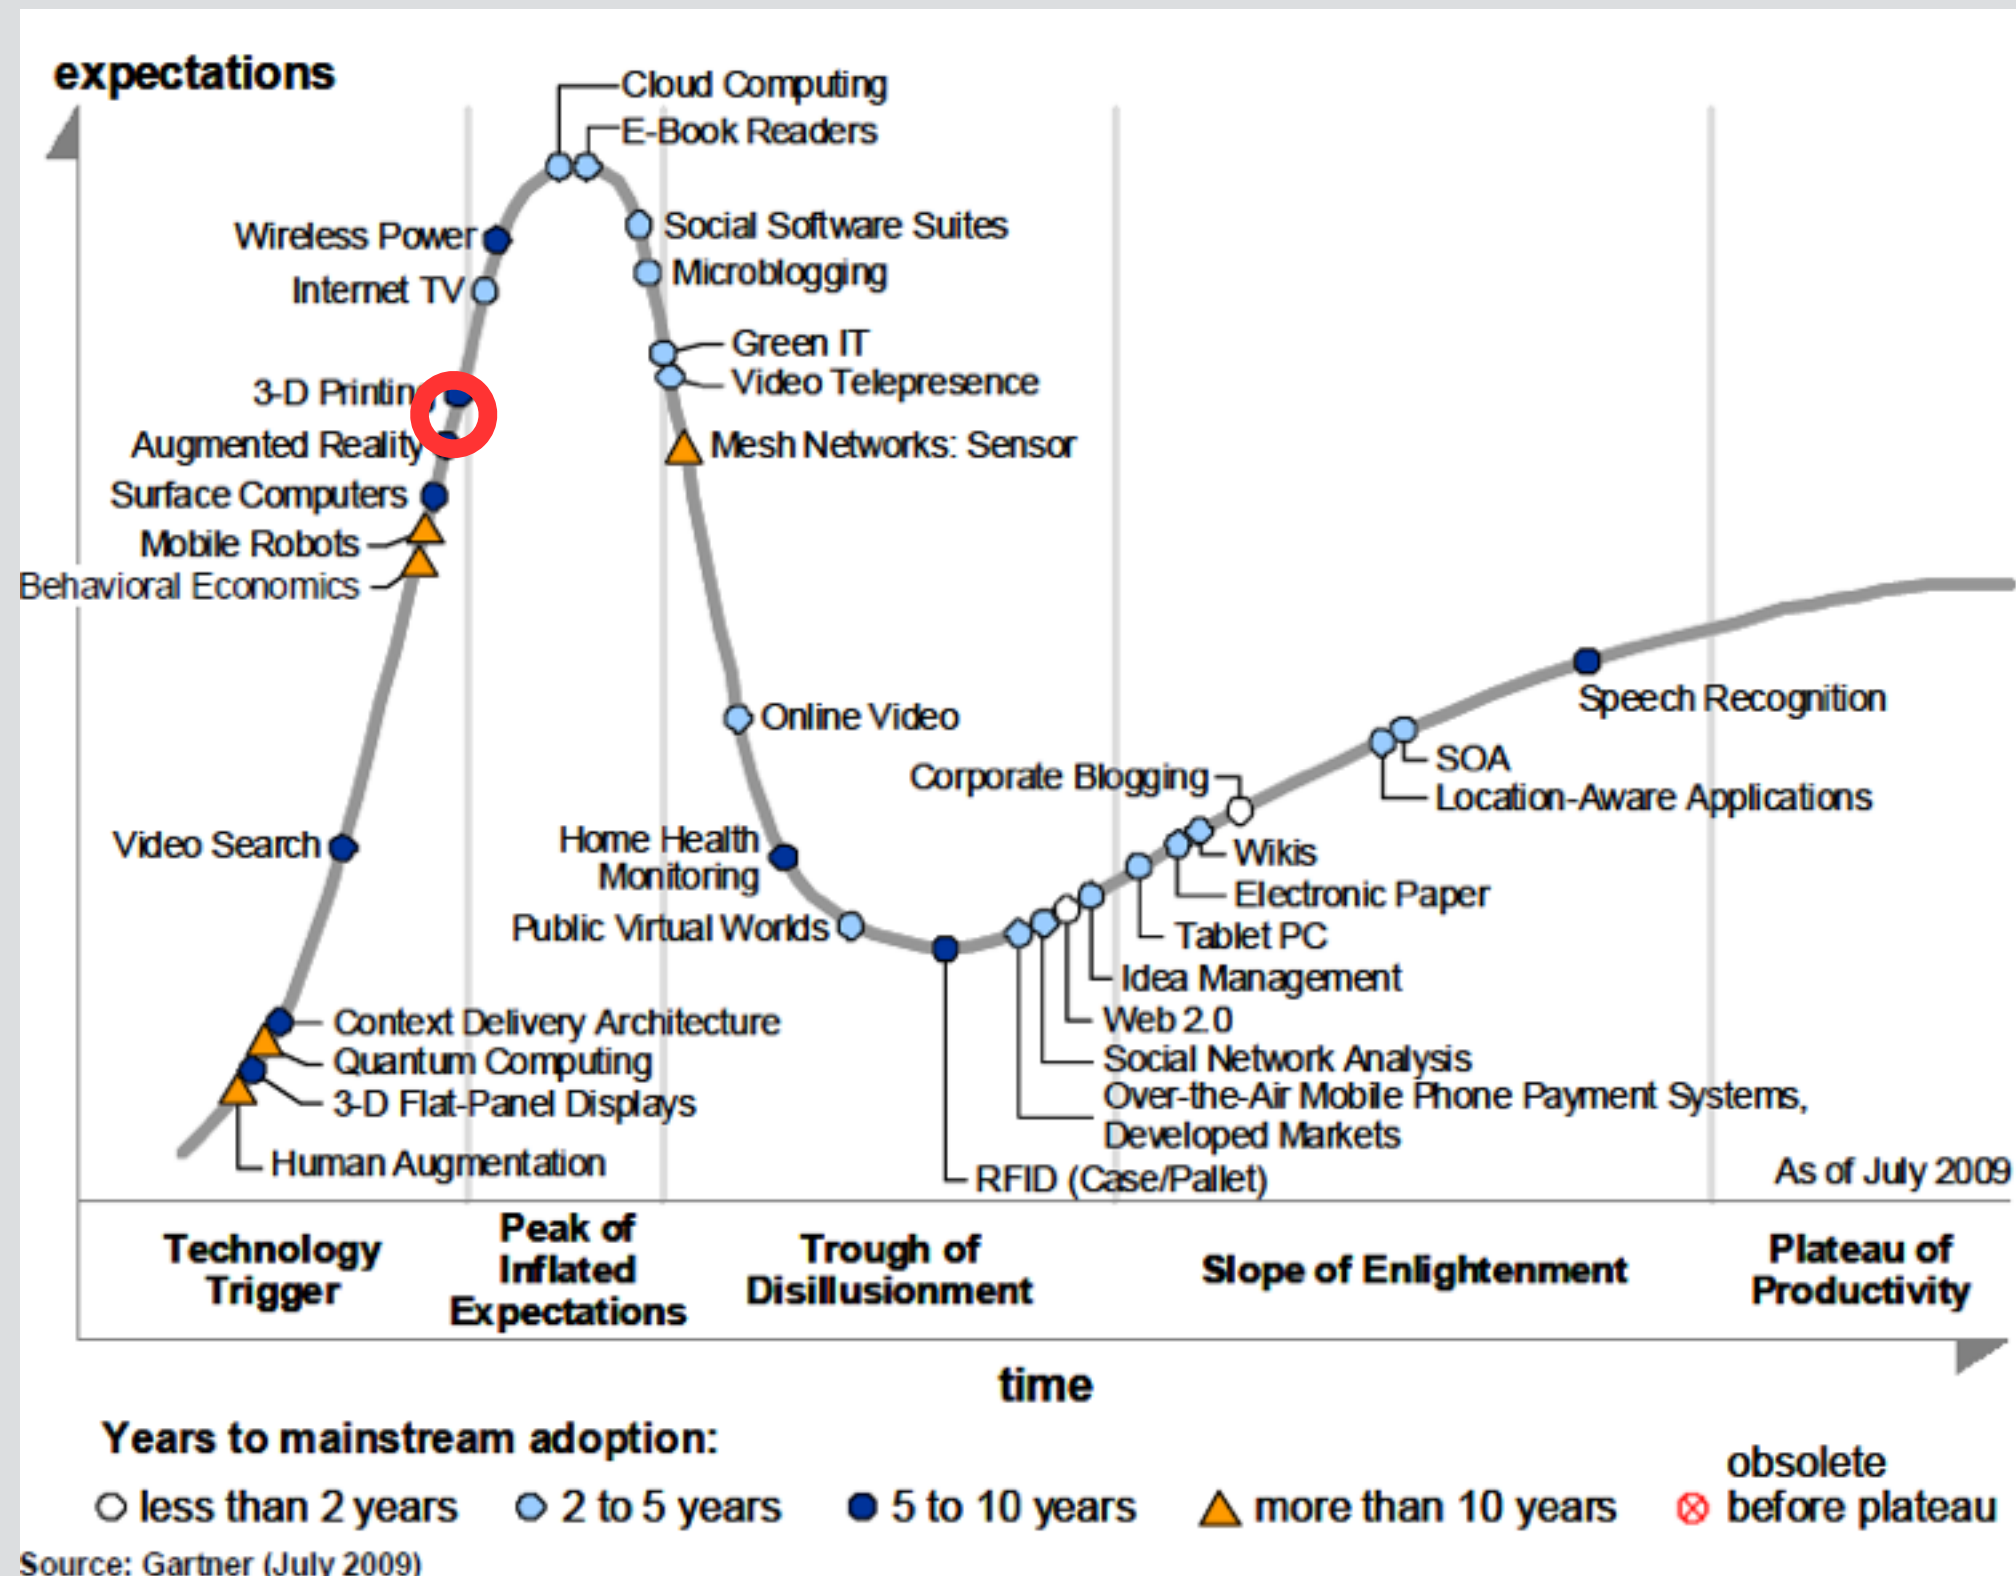 expectations
Cloud Computing
E-Book Readers
Wireless Power
Social Software Suites
Internet TV
Microblogging
Green IT
Video Telepresence
3-D Printing
Augmented Reality
Mesh Networks: Sensor
Surface Computers
Mobile Robots
Behavioral Economics
Online Video
Speech Recognition
SOA
Location-Aware Applications
Corporate Blogging
Video Search
Home Health
Monitoring
Wikis
Electronic Paper
Public Virtual Worlds
Tablet PC
Idea Management
Context Delivery Architecture
Web 2.0
Quantum Computing
Social Network Analysis
3-D Flat-Panel Displays
Over-the-Air Mobile Phone Payment Systems,
Developed Markets
Human Augmentation
RFID (Case/Pallet)
As of July 2009
Technology
Trigger
Peak of
Inflated
Expectations
Trough of
Disillusionment
Slope of Enlightenment
Plateau of
Productivity
time
Years to mainstream adoption:
less than 2 years
2 to 5 years
5 to 10 years
more than 10 years
obsolete
before plateau
Source: Gartner (July 2009)